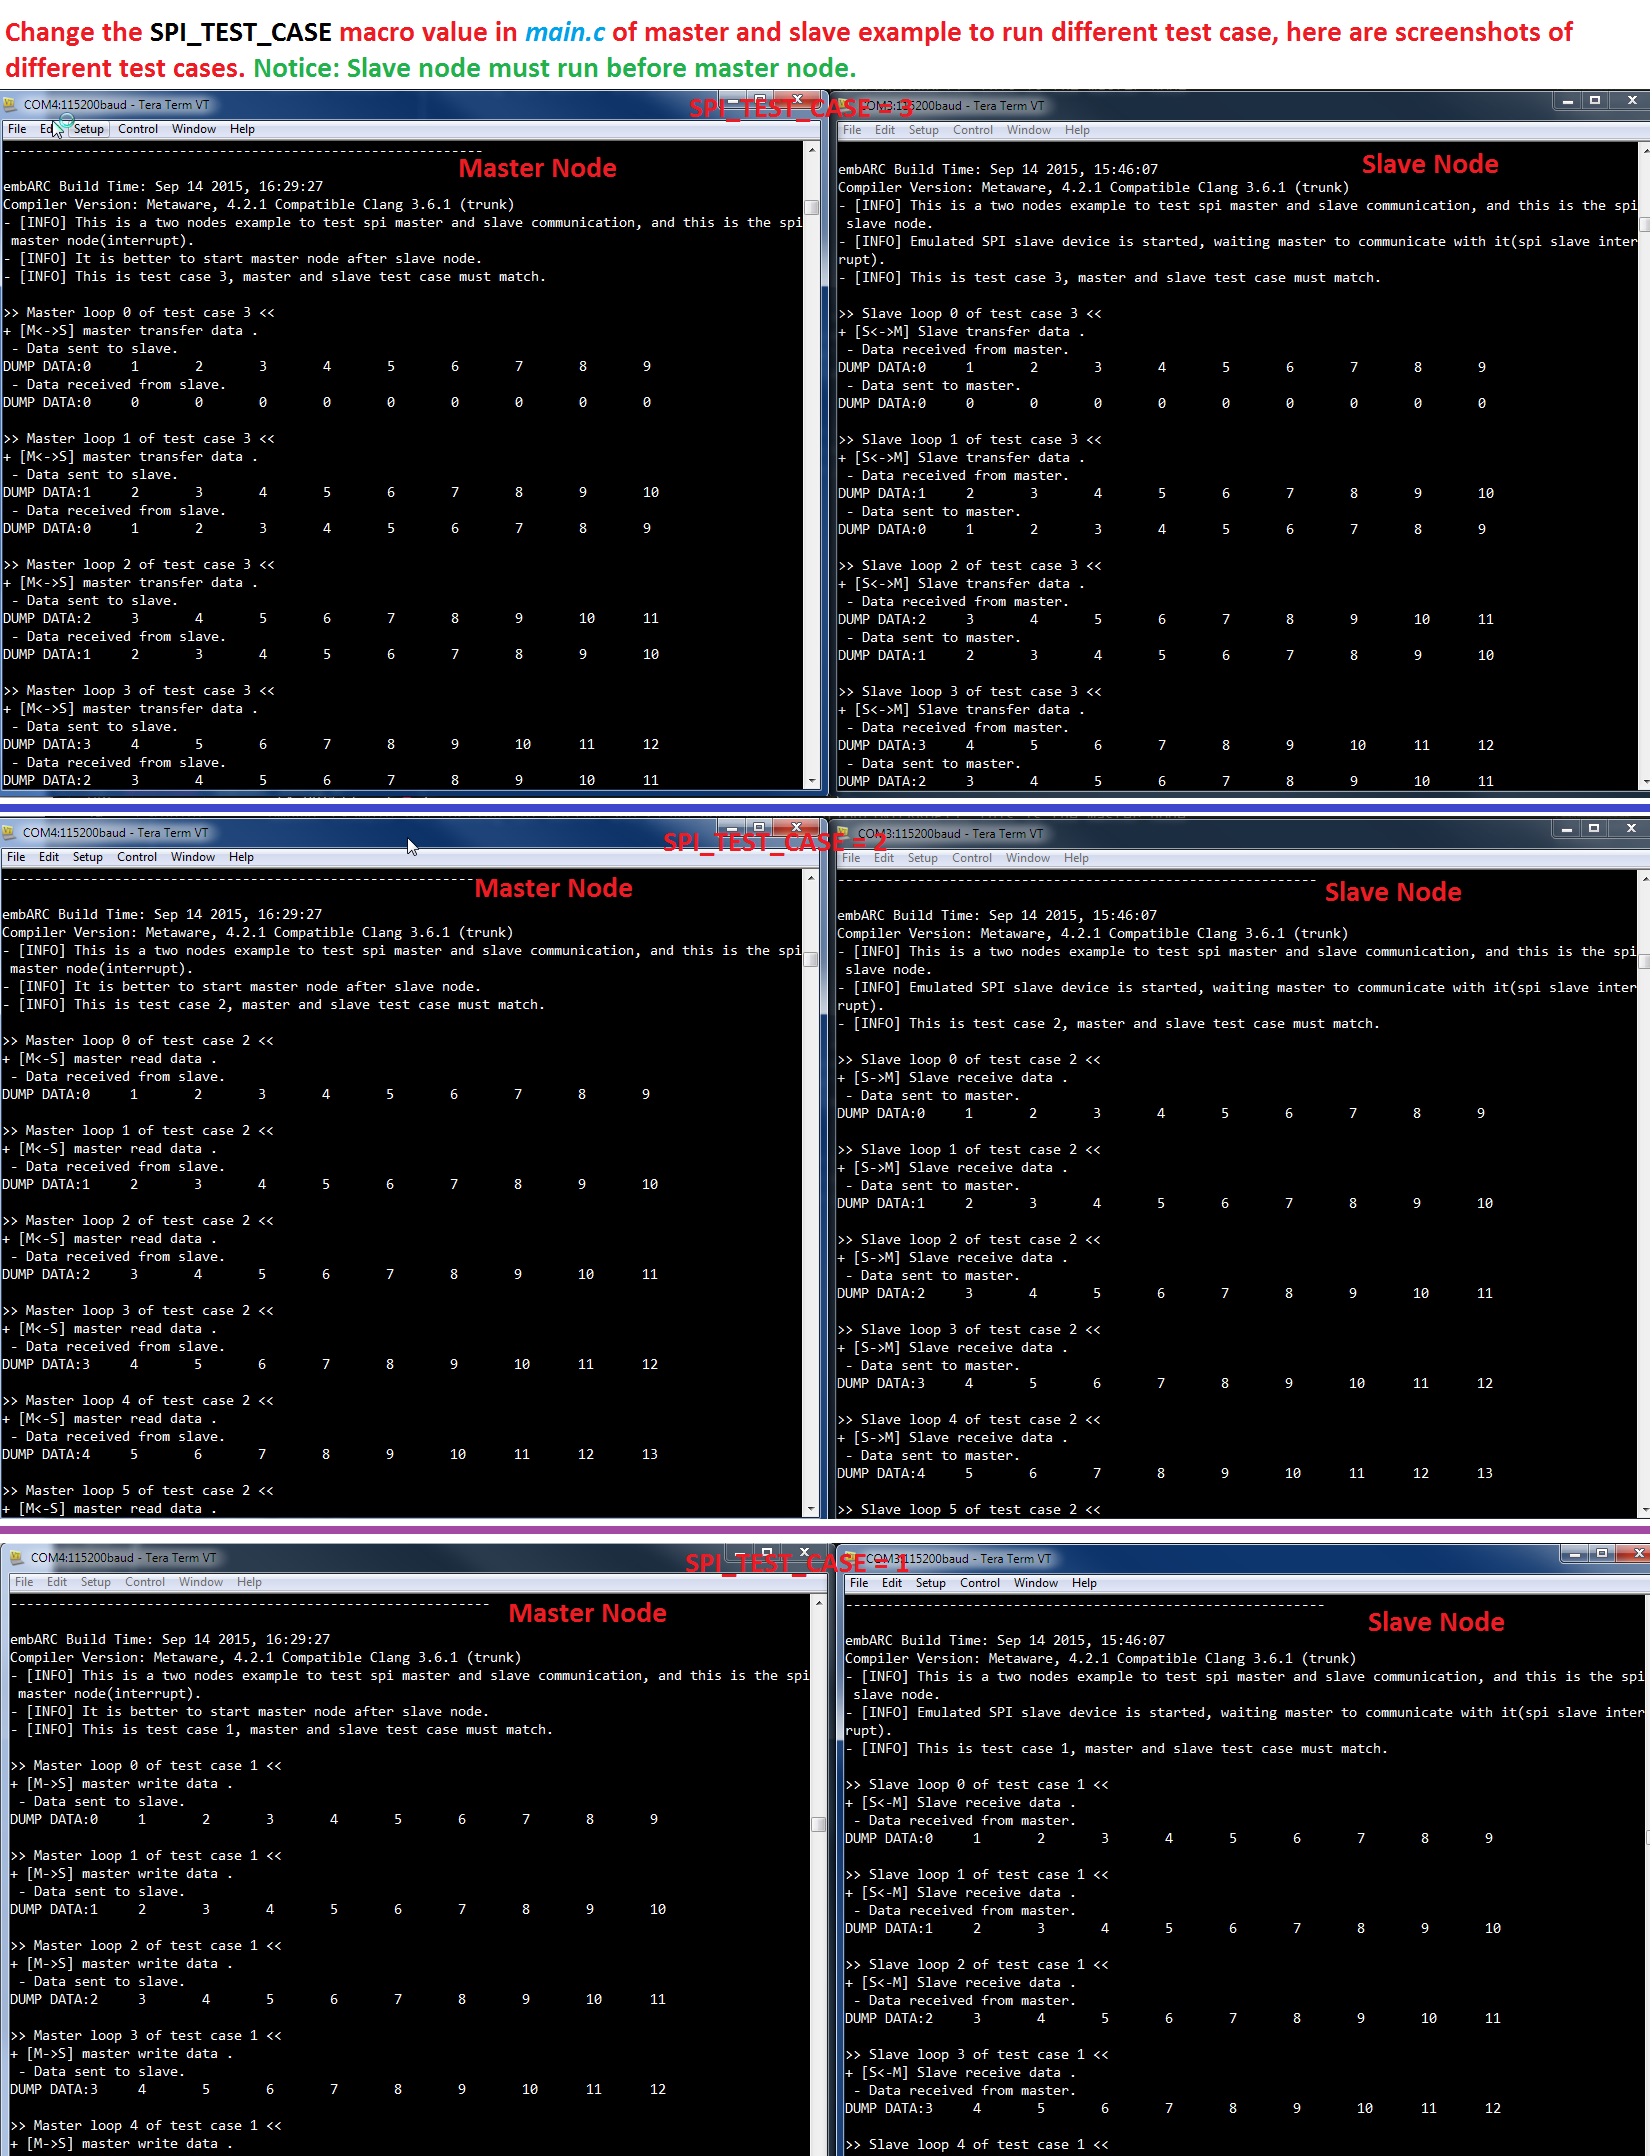 Change the SPI_TEST_CASE macro value in main.c of master and slave example to run different test case, here are screenshots of
different test cases. Notice: Slave node must run before master node.
SPI_TEST_CASE = 3
COM4:115200baud - Tera Term VT
File Ed Setup Control Window Help
------------------------------------------------------------
Master Node
embARC Build Time: Sep 14 2015, 16:29:27
Compiler Version: Metaware, 4.2.1 Compatible Clang 3.6.1 (trunk)
- [INFO] This is a two nodes example to test spi master and slave communication, and this is the spi
master node(interrupt).
- [INFO] It is better to start master node after slave node.
- [INFO] This is test case 3, master and slave test case must match.
>> Master loop 0 of test case 3 <<
+ [M<->S] master transfer data .
- Data sent to slave.
DUMP DATA:0 1 2 3 4 5 6 7 8 9
- Data received from slave.
DUMP DATA:0 0 0 0 0 0 0 0 0 0
>> Master loop 1 of test case 3 <<
+ [M<->S] master transfer data .
- Data sent to slave.
DUMP DATA:1 2 3 4 5 6 7 8 9 10
- Data received from slave.
DUMP DATA:0 1 2 3 4 5 6 7 8 9
>> Master loop 2 of test case 3 <<
+ [M<->S] master transfer data .
- Data sent to slave.
DUMP DATA:2 3 4 5 6 7 8 9 10 11
- Data received from slave.
DUMP DATA:1 2 3 4 5 6 7 8 9 10
>> Master loop 3 of test case 3 <<
+ [M<->S] master transfer data .
- Data sent to slave.
DUMP DATA:3 4 5 6 7 8 9 10 11 12
- Data received from slave.
DUMP DATA:2 3 4 5 6 7 8 9 10 11
COM3:115200baud - Tera Term VT
File Edit Setup Control Window Help
Slave Node
embARC Build Time: Sep 14 2015, 15:46:07
Compiler Version: Metaware, 4.2.1 Compatible Clang 3.6.1 (trunk)
- [INFO] This is a two nodes example to test spi master and slave communication, and this is the spi
slave node.
- [INFO] Emulated SPI slave device is started, waiting master to communicate with it(spi slave inter
rupt).
- [INFO] This is test case 3, master and slave test case must match.
>> Slave loop 0 of test case 3 <<
+ [S<->M] Slave transfer data .
- Data received from master.
DUMP DATA:0 1 2 3 4 5 6 7 8 9
- Data sent to master.
DUMP DATA:0 0 0 0 0 0 0 0 0 0
>> Slave loop 1 of test case 3 <<
+ [S<->M] Slave transfer data .
- Data received from master.
DUMP DATA:1 2 3 4 5 6 7 8 9 10
- Data sent to master.
DUMP DATA:0 1 2 3 4 5 6 7 8 9
>> Slave loop 2 of test case 3 <<
+ [S<->M] Slave transfer data .
- Data received from master.
DUMP DATA:2 3 4 5 6 7 8 9 10 11
- Data sent to master.
DUMP DATA:1 2 3 4 5 6 7 8 9 10
>> Slave loop 3 of test case 3 <<
+ [S<->M] Slave transfer data .
- Data received from master.
DUMP DATA:3 4 5 6 7 8 9 10 11 12
- Data sent to master.
DUMP DATA:2 3 4 5 6 7 8 9 10 11
SPI_TEST_CASE = 2
COM4:115200baud - Tera Term VT
File Edit Setup Control Window Help
------------------------------------------------------------
Master Node
embARC Build Time: Sep 14 2015, 16:29:27
Compiler Version: Metaware, 4.2.1 Compatible Clang 3.6.1 (trunk)
- [INFO] This is a two nodes example to test spi master and slave communication, and this is the spi
master node(interrupt).
- [INFO] It is better to start master node after slave node.
- [INFO] This is test case 2, master and slave test case must match.
>> Master loop 0 of test case 2 <<
+ [M<-S] master read data .
- Data received from slave.
DUMP DATA:0 1 2 3 4 5 6 7 8 9
>> Master loop 1 of test case 2 <<
+ [M<-S] master read data .
- Data received from slave.
DUMP DATA:1 2 3 4 5 6 7 8 9 10
>> Master loop 2 of test case 2 <<
+ [M<-S] master read data .
- Data received from slave.
DUMP DATA:2 3 4 5 6 7 8 9 10 11
>> Master loop 3 of test case 2 <<
+ [M<-S] master read data .
- Data received from slave.
DUMP DATA:3 4 5 6 7 8 9 10 11 12
>> Master loop 4 of test case 2 <<
+ [M<-S] master read data .
- Data received from slave.
DUMP DATA:4 5 6 7 8 9 10 11 12 13
>> Master loop 5 of test case 2 <<
+ [M<-S] master read data .
COM3:115200baud - Tera Term VT
File Edit Setup Control Window Help
------------------------------------------------------------
Slave Node
embARC Build Time: Sep 14 2015, 15:46:07
Compiler Version: Metaware, 4.2.1 Compatible Clang 3.6.1 (trunk)
- [INFO] This is a two nodes example to test spi master and slave communication, and this is the spi
slave node.
- [INFO] Emulated SPI slave device is started, waiting master to communicate with it(spi slave inter
rupt).
- [INFO] This is test case 2, master and slave test case must match.
>> Slave loop 0 of test case 2 <<
+ [S->M] Slave receive data .
- Data sent to master.
DUMP DATA:0 1 2 3 4 5 6 7 8 9
>> Slave loop 1 of test case 2 <<
+ [S->M] Slave receive data .
- Data sent to master.
DUMP DATA:1 2 3 4 5 6 7 8 9 10
>> Slave loop 2 of test case 2 <<
+ [S->M] Slave receive data .
- Data sent to master.
DUMP DATA:2 3 4 5 6 7 8 9 10 11
>> Slave loop 3 of test case 2 <<
+ [S->M] Slave receive data .
- Data sent to master.
DUMP DATA:3 4 5 6 7 8 9 10 11 12
>> Slave loop 4 of test case 2 <<
+ [S->M] Slave receive data .
- Data sent to master.
DUMP DATA:4 5 6 7 8 9 10 11 12 13
>> Slave loop 5 of test case 2 <<
SPI_TEST_CASE = 1
COM4:115200baud - Tera Term VT
File Edit Setup Control Window Help
------------------------------------------------------------
Master Node
embARC Build Time: Sep 14 2015, 16:29:27
Compiler Version: Metaware, 4.2.1 Compatible Clang 3.6.1 (trunk)
- [INFO] This is a two nodes example to test spi master and slave communication, and this is the spi
master node(interrupt).
- [INFO] It is better to start master node after slave node.
- [INFO] This is test case 1, master and slave test case must match.
>> Master loop 0 of test case 1 <<
+ [M->S] master write data .
- Data sent to slave.
DUMP DATA:0 1 2 3 4 5 6 7 8 9
>> Master loop 1 of test case 1 <<
+ [M->S] master write data .
- Data sent to slave.
DUMP DATA:1 2 3 4 5 6 7 8 9 10
>> Master loop 2 of test case 1 <<
+ [M->S] master write data .
- Data sent to slave.
DUMP DATA:2 3 4 5 6 7 8 9 10 11
>> Master loop 3 of test case 1 <<
+ [M->S] master write data .
- Data sent to slave.
DUMP DATA:3 4 5 6 7 8 9 10 11 12
>> Master loop 4 of test case 1 <<
+ [M->S] master write data .
COM3:115200baud - Tera Term VT
File Edit Setup Control Window Help
------------------------------------------------------------
Slave Node
embARC Build Time: Sep 14 2015, 15:46:07
Compiler Version: Metaware, 4.2.1 Compatible Clang 3.6.1 (trunk)
- [INFO] This is a two nodes example to test spi master and slave communication, and this is the spi
slave node.
- [INFO] Emulated SPI slave device is started, waiting master to communicate with it(spi slave inter
rupt).
- [INFO] This is test case 1, master and slave test case must match.
>> Slave loop 0 of test case 1 <<
+ [S<-M] Slave receive data .
- Data received from master.
DUMP DATA:0 1 2 3 4 5 6 7 8 9
>> Slave loop 1 of test case 1 <<
+ [S<-M] Slave receive data .
- Data received from master.
DUMP DATA:1 2 3 4 5 6 7 8 9 10
>> Slave loop 2 of test case 1 <<
+ [S<-M] Slave receive data .
- Data received from master.
DUMP DATA:2 3 4 5 6 7 8 9 10 11
>> Slave loop 3 of test case 1 <<
+ [S<-M] Slave receive data .
- Data received from master.
DUMP DATA:3 4 5 6 7 8 9 10 11 12
>> Slave loop 4 of test case 1 <<